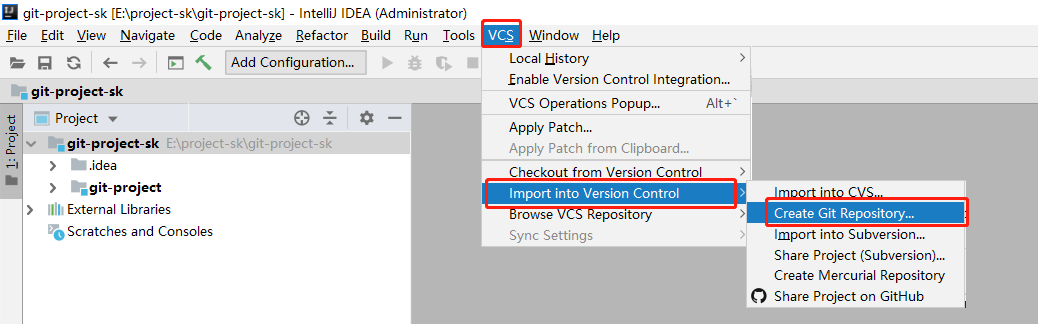 git-project-sk [E:\project-sk\git-project-sk] - IntelliJ IDEA (Administrator)
File Edit View Navigate Code Analyze Refactor Build Run Tools VCS Window Help
Add Configuration...
git-project-sk
1: Project
Project
git-project-sk E:\project-sk\git-project-sk
.idea
git-project
External Libraries
Scratches and Consoles
Local History
Enable Version Control Integration...
VCS Operations Popup... Alt+`
Apply Patch...
Apply Patch from Clipboard...
Checkout from Version Control
Import into Version Control
Browse VCS Repository
Sync Settings
Import into CVS...
Create Git Repository...
Import into Subversion...
Share Project (Subversion)...
Create Mercurial Repository
Share Project on GitHub